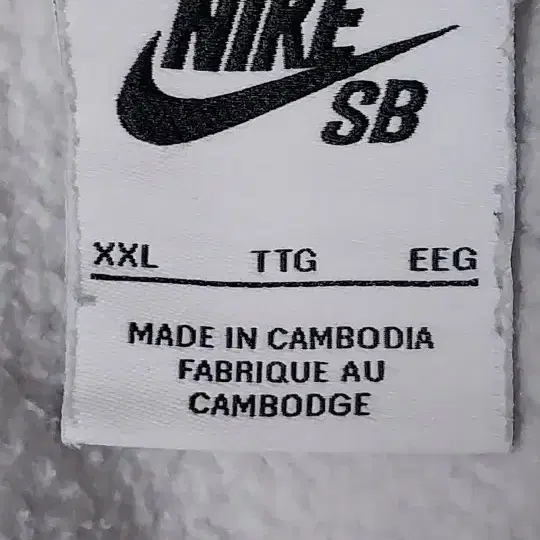 NIKE
SB
XXL TTG EEG
MADE IN CAMBODIA
FABRIQUE AU
CAMBODGE